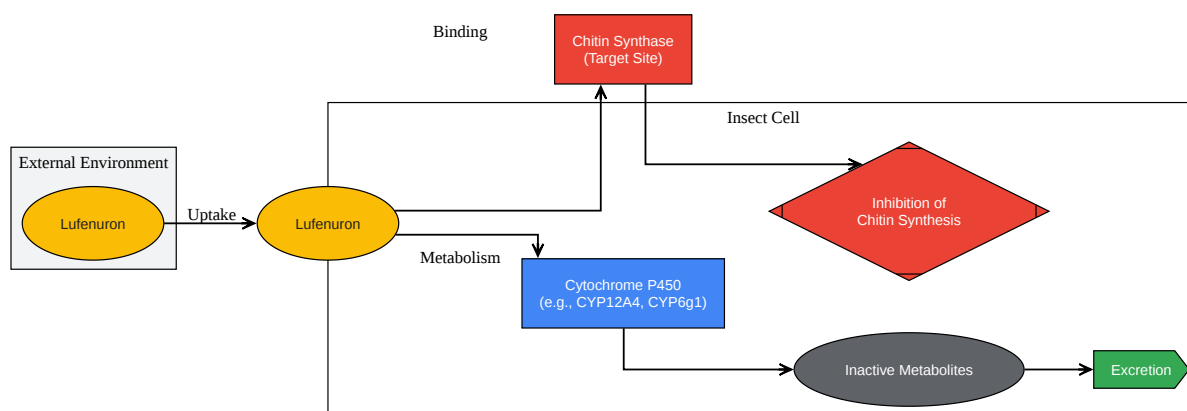 Binding
Chitin Synthase
(Target Site)
Insect Cell
External Environment
Lufenuron
Uptake
Lufenuron
Inhibition of
Chitin Synthesis
Metabolism
Cytochrome P450
(e.g., CYP12A4, CYP6g1)
Inactive Metabolites
Excretion